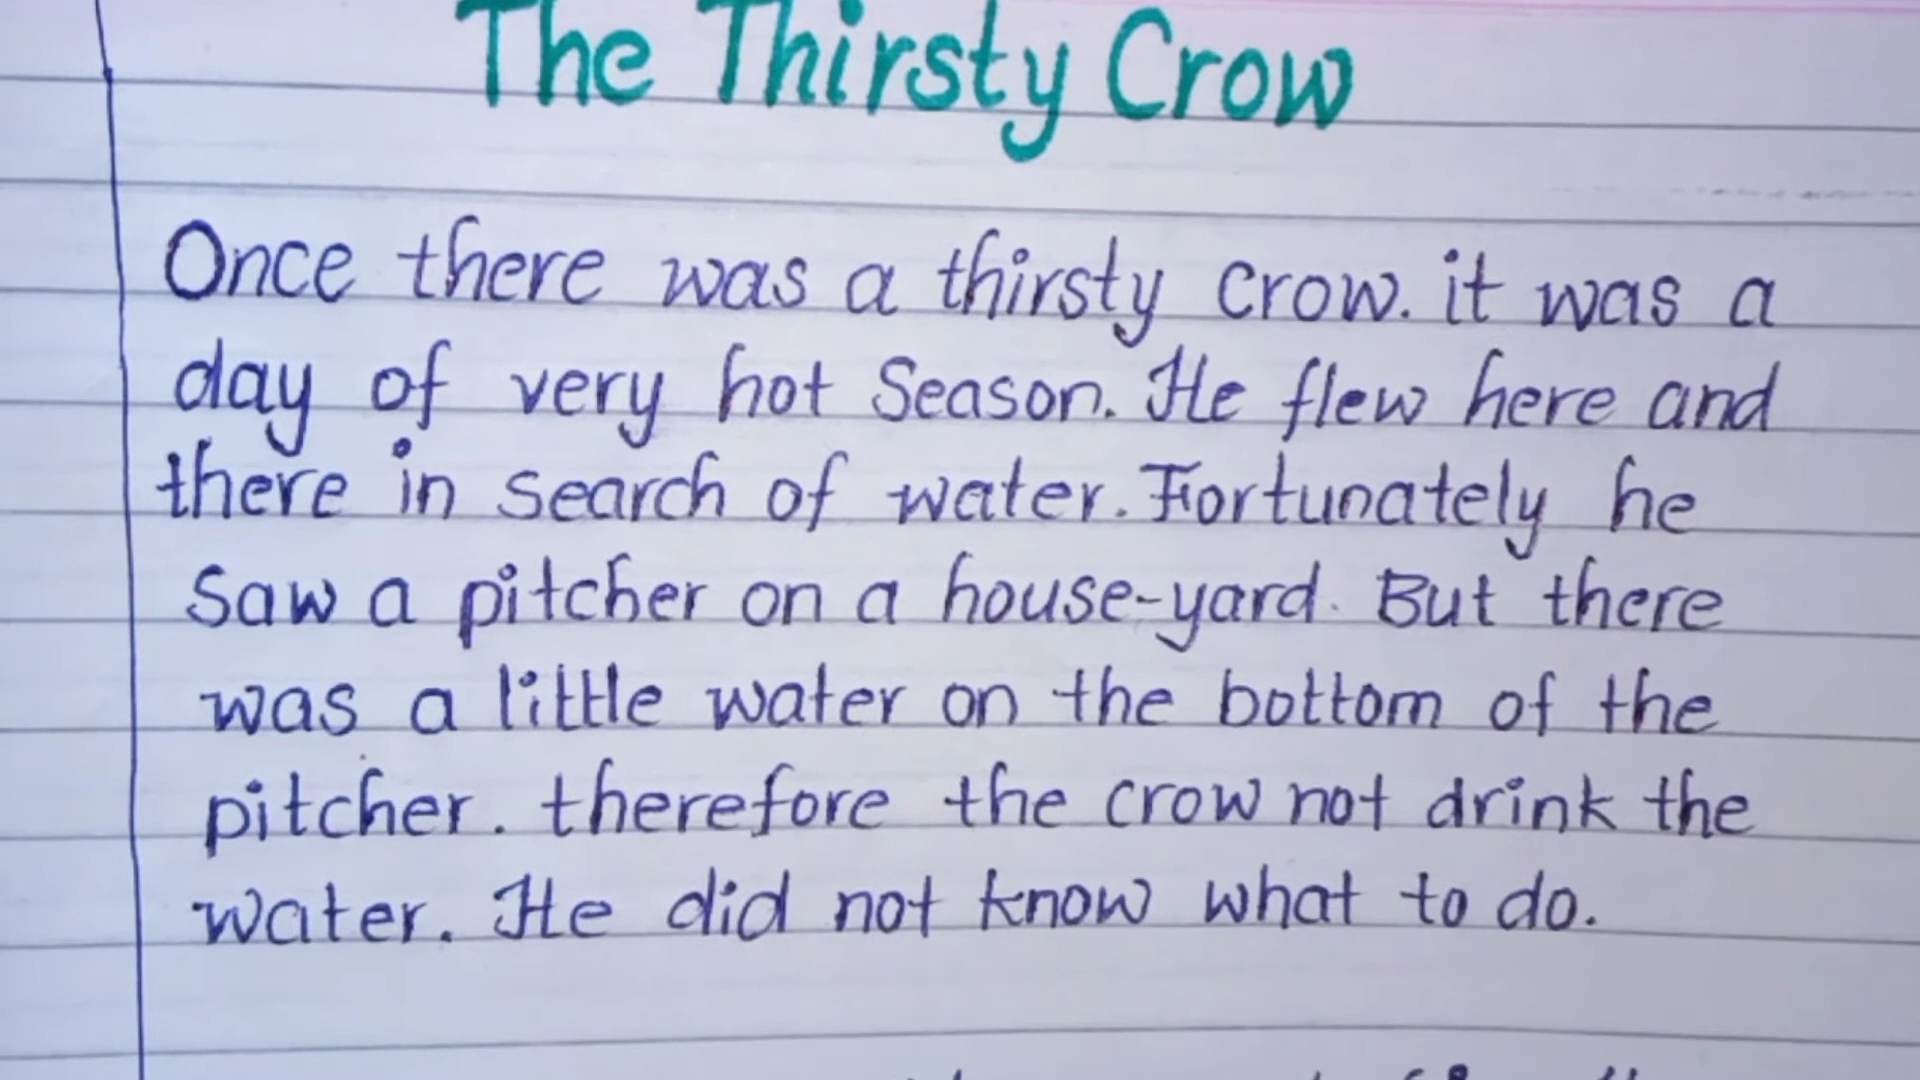 The Thirsty Crow
Once there was a thirsty crow. it was a
day of very hot Season. He flew here and
there in search of water. Fortunately he
Saw a pitcher on a house-yard. But there
was a little water on the bottom of the
pitcher. therefore the crow not drink the
water. He did not know what to do.